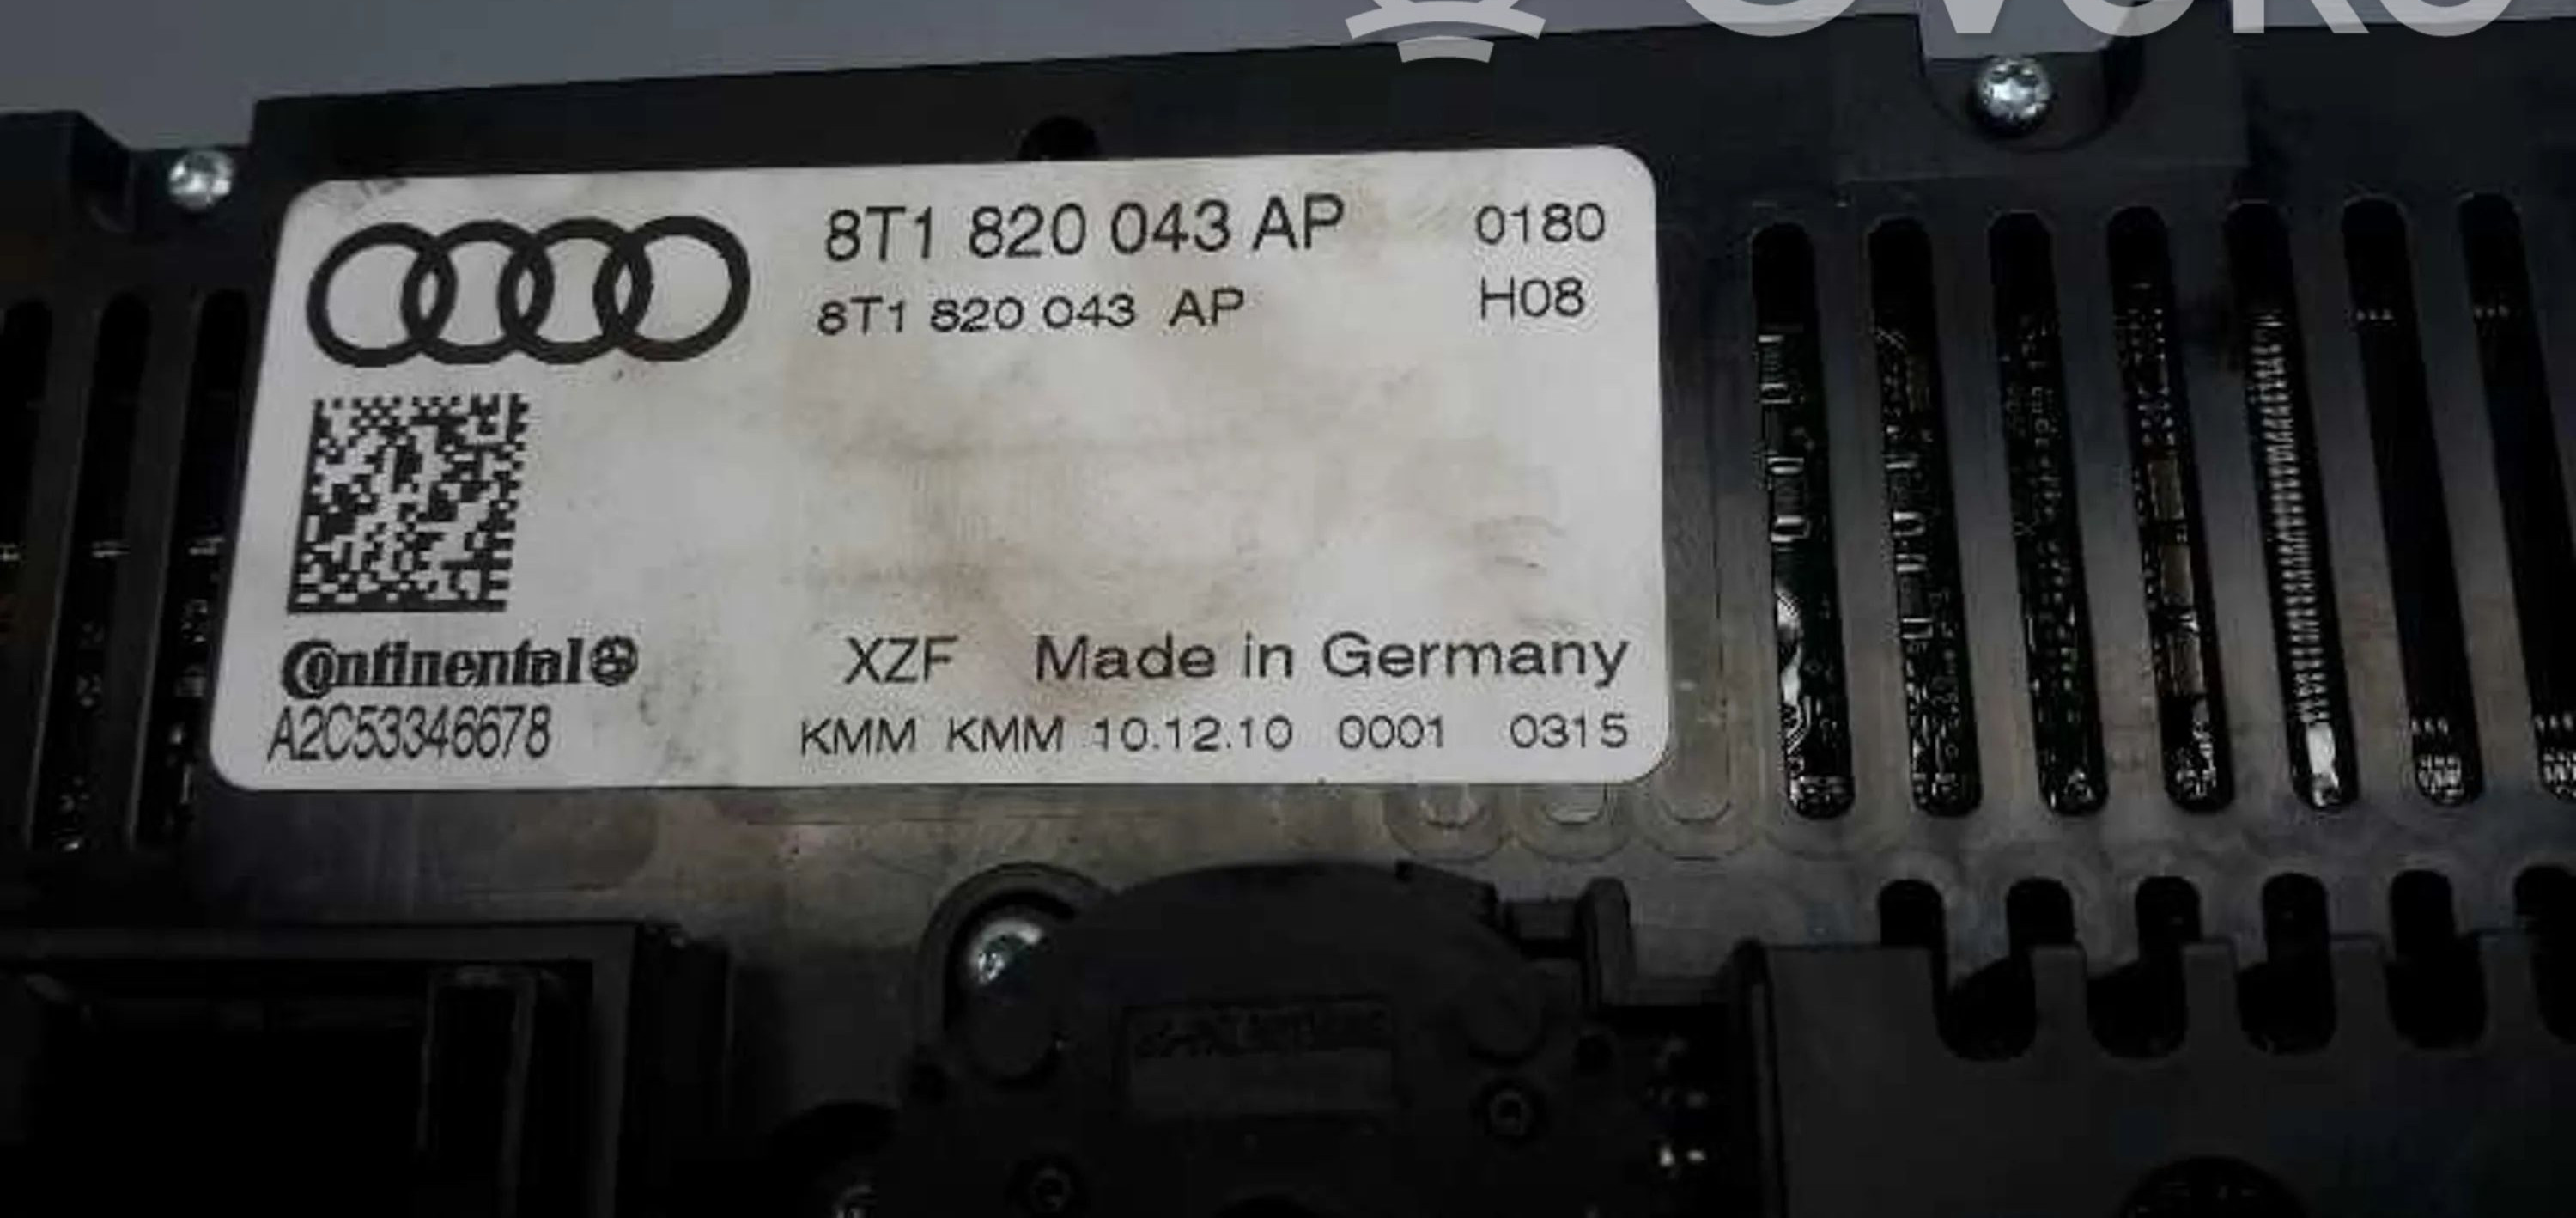 8T1 820 043 AP 0180
8T1 820 043 AP H08
Continental
A2C53346678
XZF Made in Germany
KMM KMM 10.12.10 0001 0315